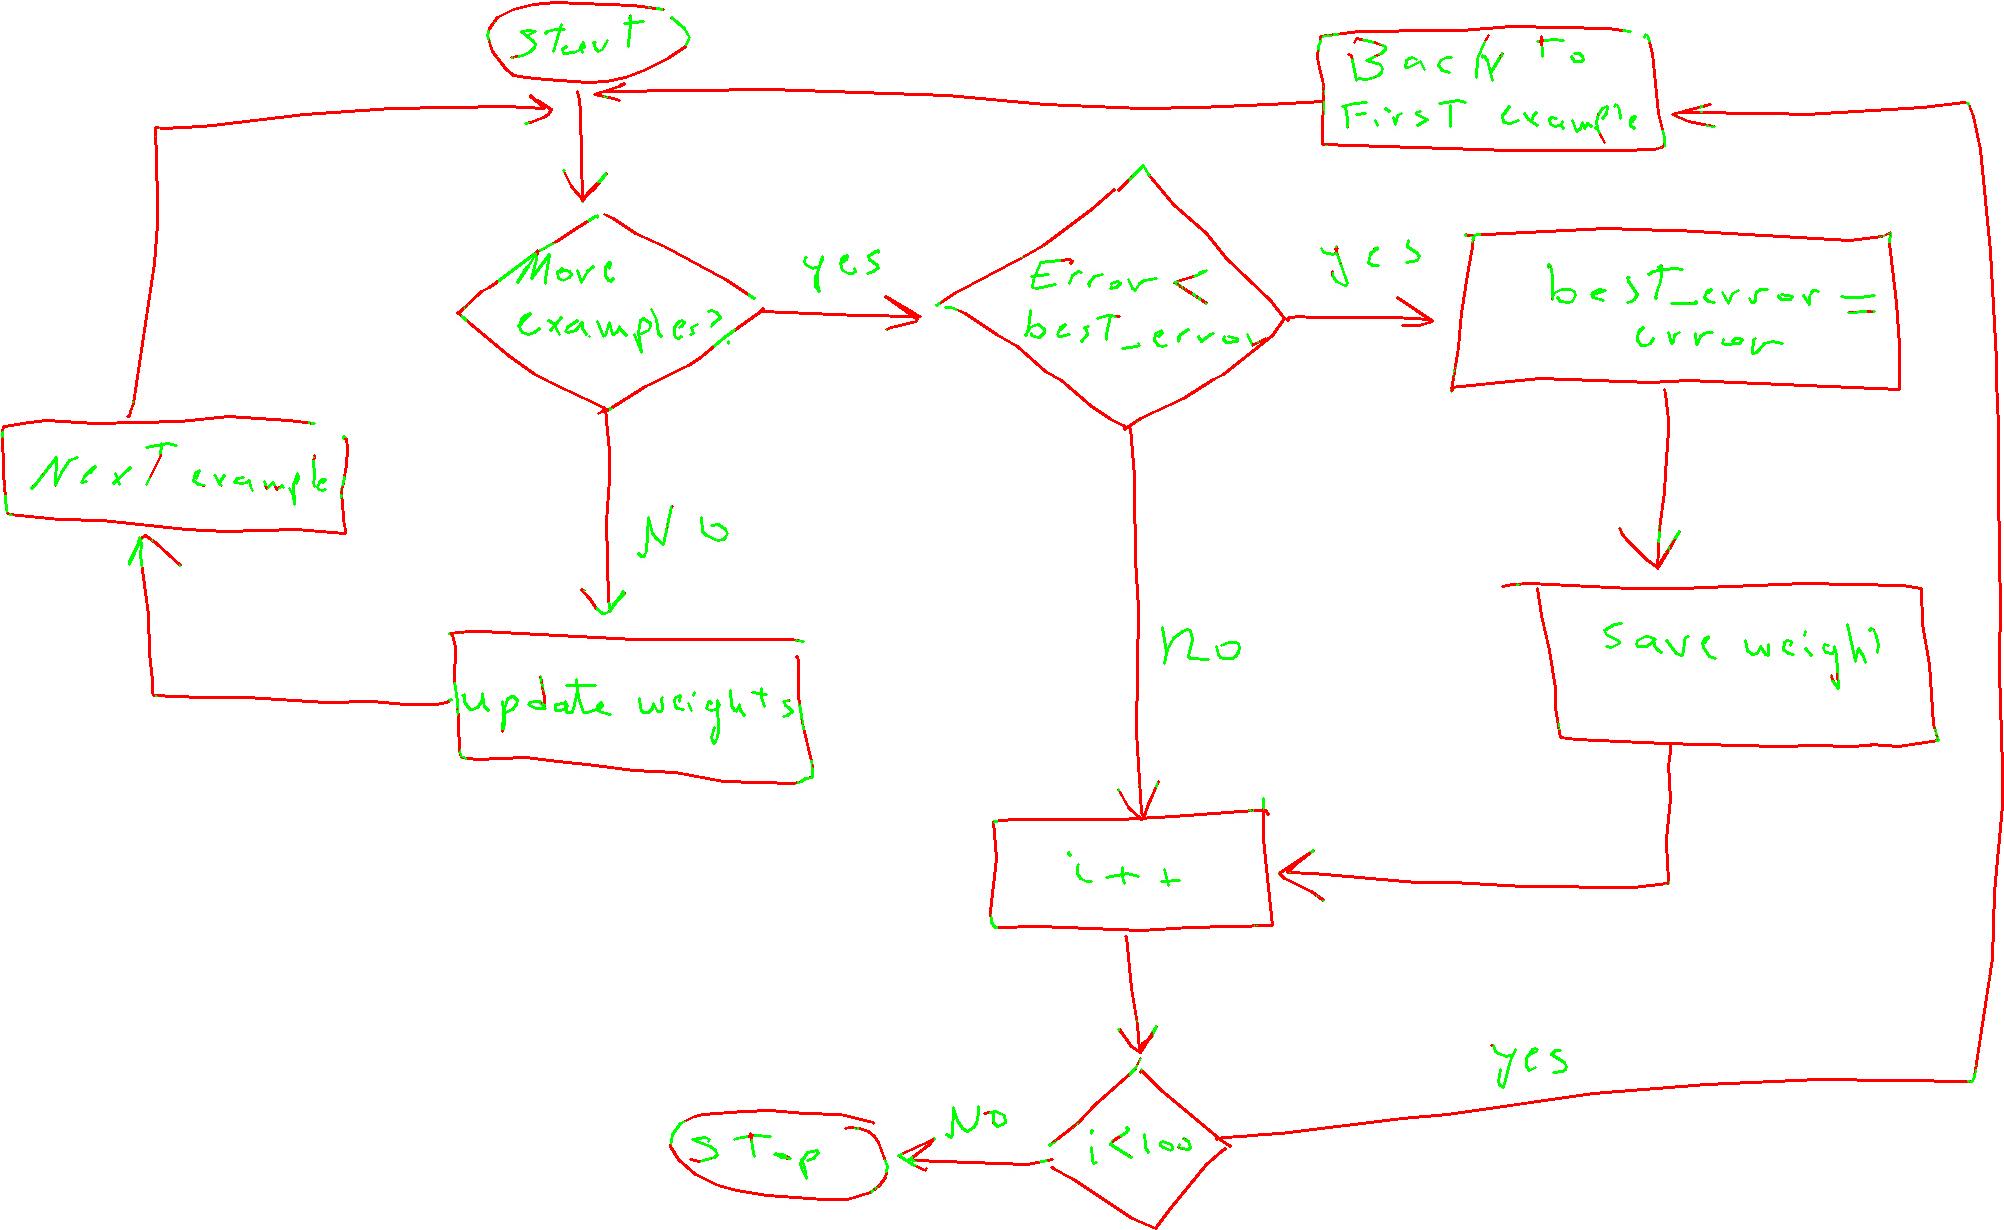 Start
Back To
First example
More
examples?
yes
Error <
best_error
yes
best_error =
error
Next example
No
update weights
No
save weight
i++
yes
i<100
No
Stop